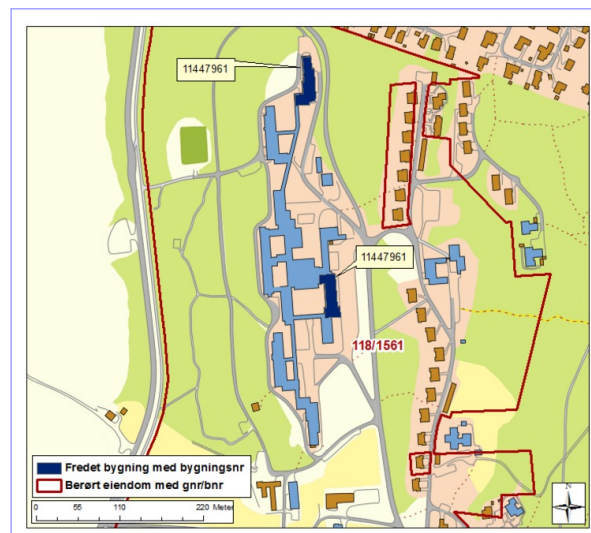 11447961
11447961
118/1561
Fredet bygning med bygningsnr
Berørt eiendom med gnr/bnr
0 55 110 220 Meter
N